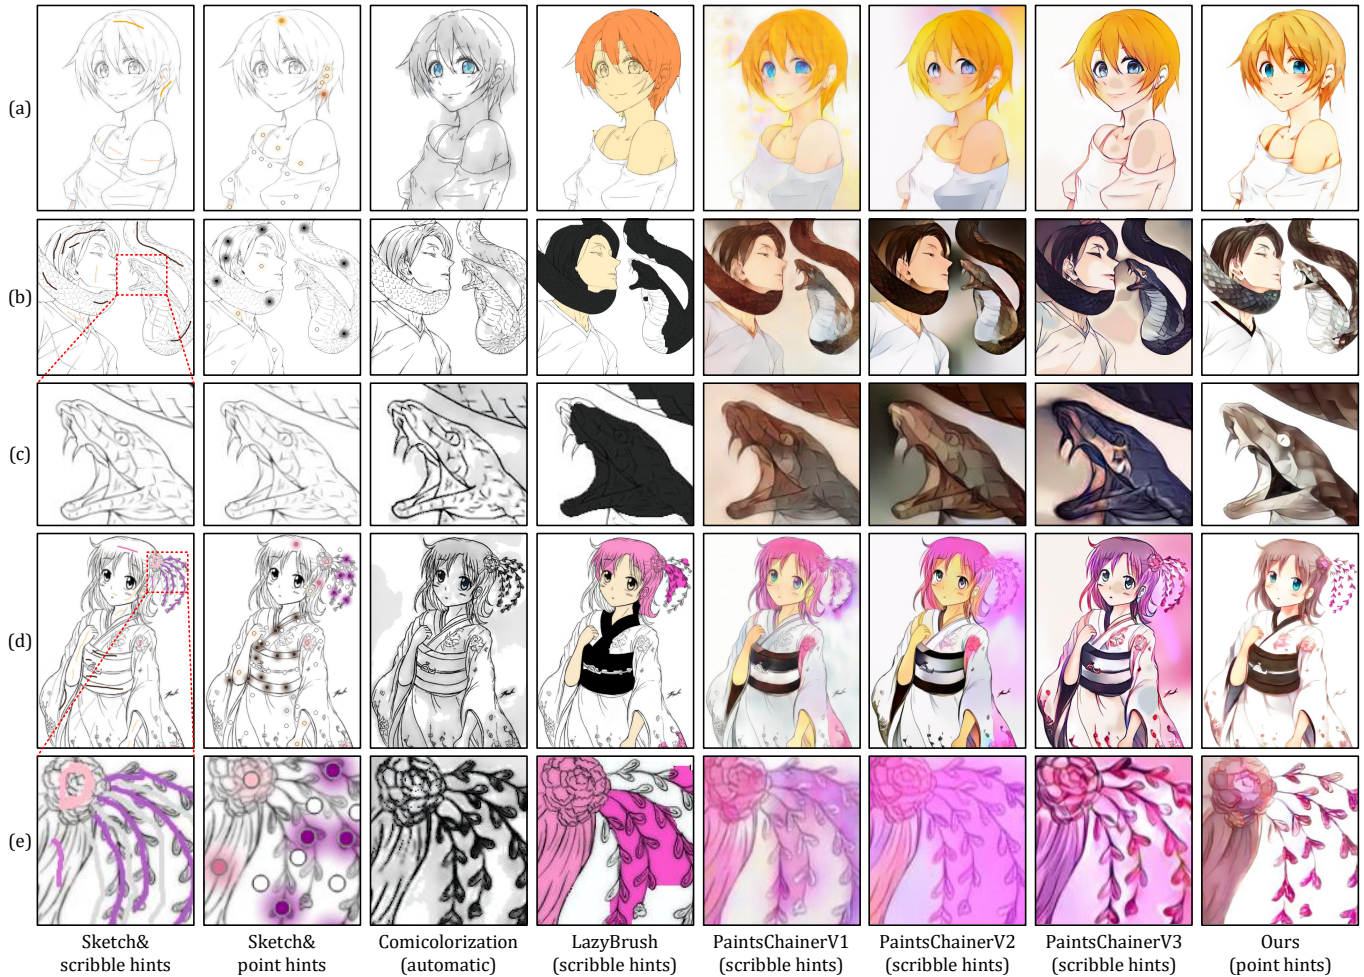 (a)
(b)
(c)
(d)
(e)
Sketch&
scribble hints
Sketch&
point hints
Comicolorization
(automatic)
LazyBrush
(scribble hints)
PaintsChainerV1
(scribble hints)
PaintsChainerV2
(scribble hints)
PaintsChainerV3
(scribble hints)
Ours
(point hints)